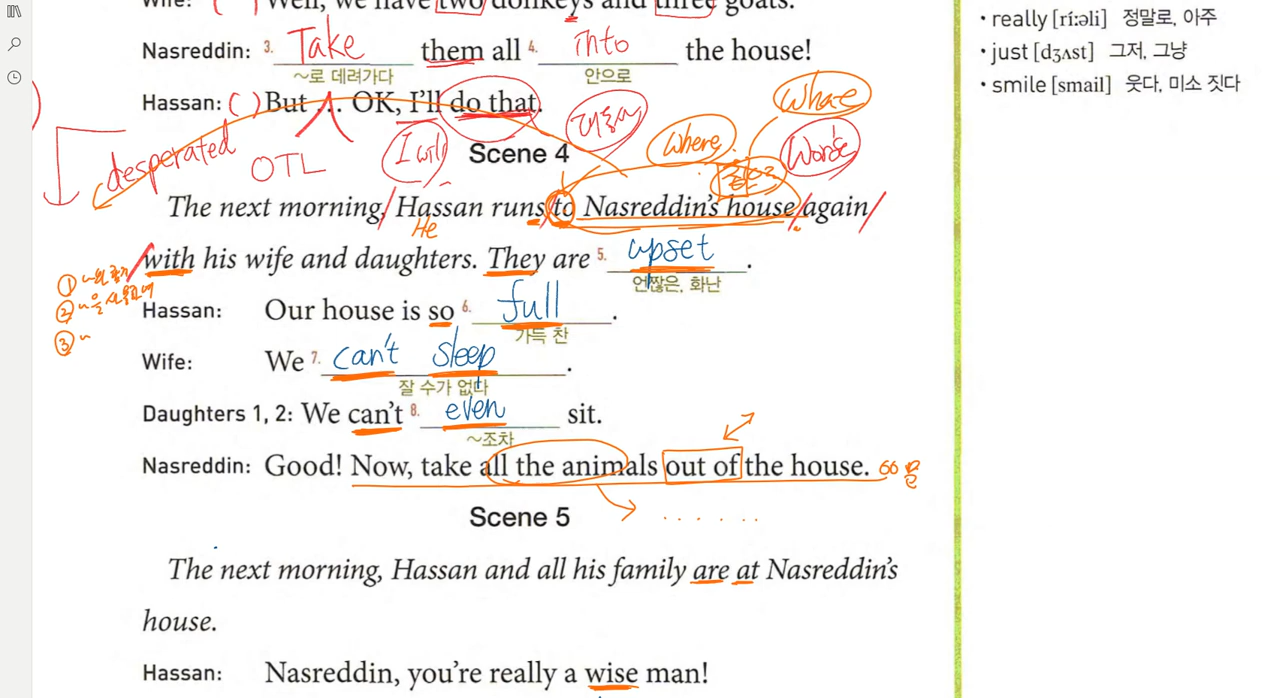 Wife: ( ) Well, we have two donkeys and three goats.
• really [ríːəli] 정말로, 아주
Nasreddin: 3. Take them all 4. into the house!
~로 데려가다 안으로
• just [dʒʌst] 그저, 그냥
• smile [smail] 웃다, 미소 짓다
Hassan: ( ) But ... OK, I'll do that.
What
desperated
OTL
I will
대동사
Where
Words
Scene 4
The next morning, Hassan runs to Nasreddin's house again
He
with his wife and daughters. They are 5. upset .
언짢은, 화난
①
②
③ ~
Hassan: Our house is so 6. full .
가득 찬
Wife: We 7. can't sleep .
잘 수가 없다
Daughters 1, 2: We can't 8. even sit.
~조차
Nasreddin: Good! Now, take all the animals out of the house.
Scene 5
The next morning, Hassan and all his family are at Nasreddin's
house.
Hassan: Nasreddin, you're really a wise man!